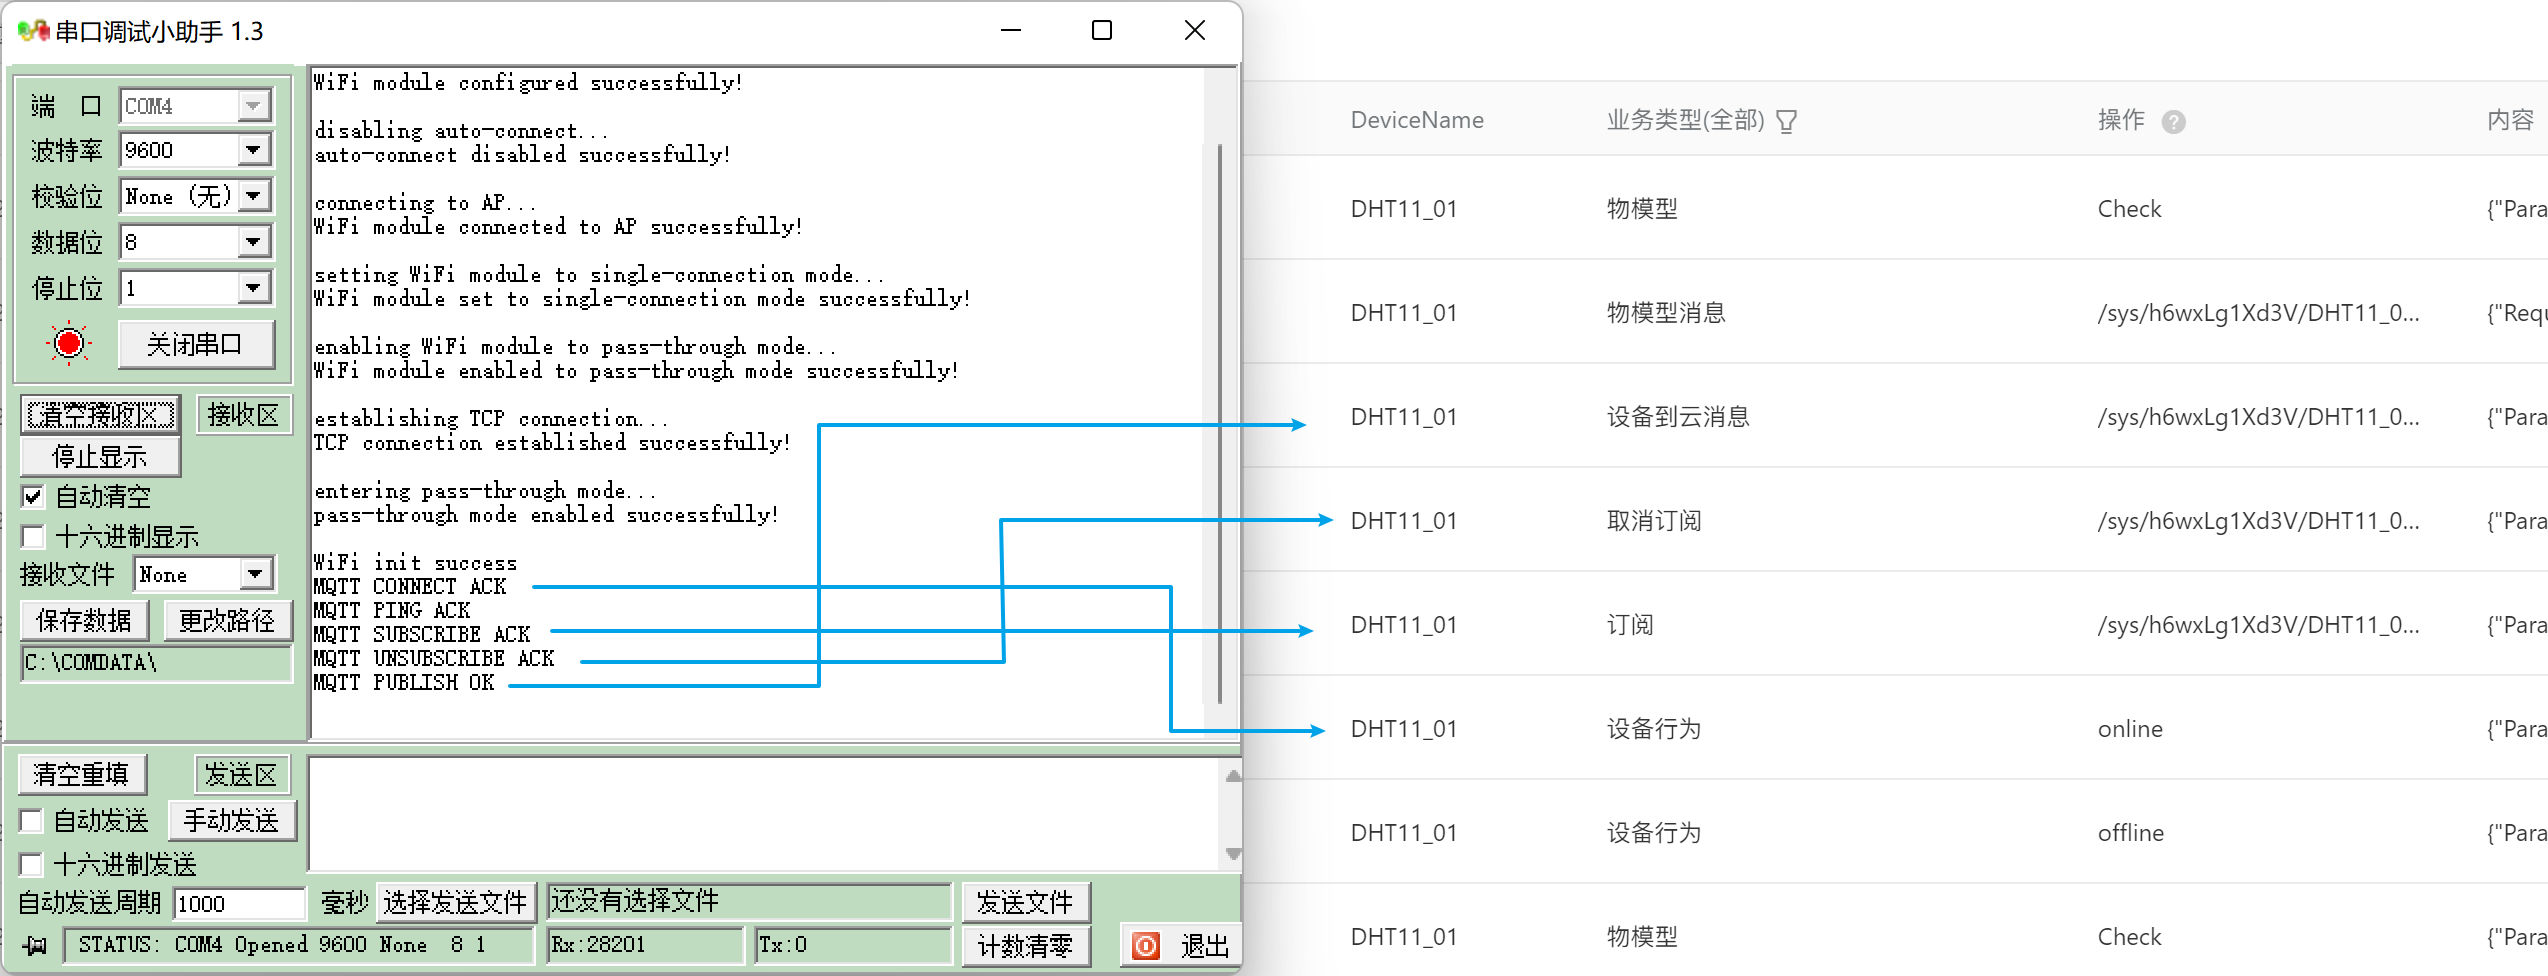 串口调试小助手 1.3
端 口 COM4
波特率 9600
校验位 None (无)
数据位 8
停止位 1
关闭串口
清空接收区 接收区
停止显示
自动清空
十六进制显示
接收文件 None
保存数据 更改路径
C:\COMDATA\
WiFi module configured successfully!
disabling auto-connect...
auto-connect disabled successfully!
connecting to AP...
WiFi module connected to AP successfully!
setting WiFi module to single-connection mode...
WiFi module set to single-connection mode successfully!
enabling WiFi module to pass-through mode...
WiFi module enabled to pass-through mode successfully!
establishing TCP connection...
TCP connection established successfully!
entering pass-through mode...
pass-through mode enabled successfully!
WiFi init success
MQTT CONNECT ACK
MQTT PING ACK
MQTT SUBSCRIBE ACK
MQTT UNSUBSCRIBE ACK
MQTT PUBLISH OK
清空重填 发送区
自动发送 手动发送
十六进制发送
自动发送周期 1000 毫秒 选择发送文件 还没有选择文件 发送文件
STATUS: COM4 Opened 9600 None 8 1 Rx:28201 Tx:0 计数清零 退出
DeviceName 业务类型(全部) 操作 ? 内容
DHT11_01 物模型 Check {"Para
DHT11_01 物模型消息 /sys/h6wxLg1Xd3V/DHT11_0... {"Requ
DHT11_01 设备到云消息 /sys/h6wxLg1Xd3V/DHT11_0... {"Para
DHT11_01 取消订阅 /sys/h6wxLg1Xd3V/DHT11_0... {"Para
DHT11_01 订阅 /sys/h6wxLg1Xd3V/DHT11_0... {"Para
DHT11_01 设备行为 online {"Para
DHT11_01 设备行为 offline {"Para
DHT11_01 物模型 Check {"Para